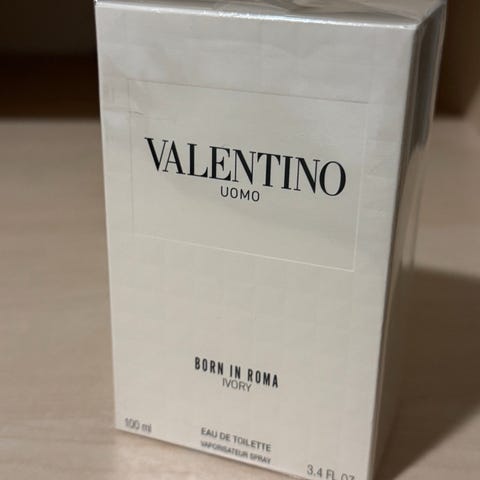 VALENTINO
UOMO
BORN IN ROMA
IVORY
100 ml
EAU DE TOILETTE
VAPORISATEUR SPRAY
3.4 FL OZ